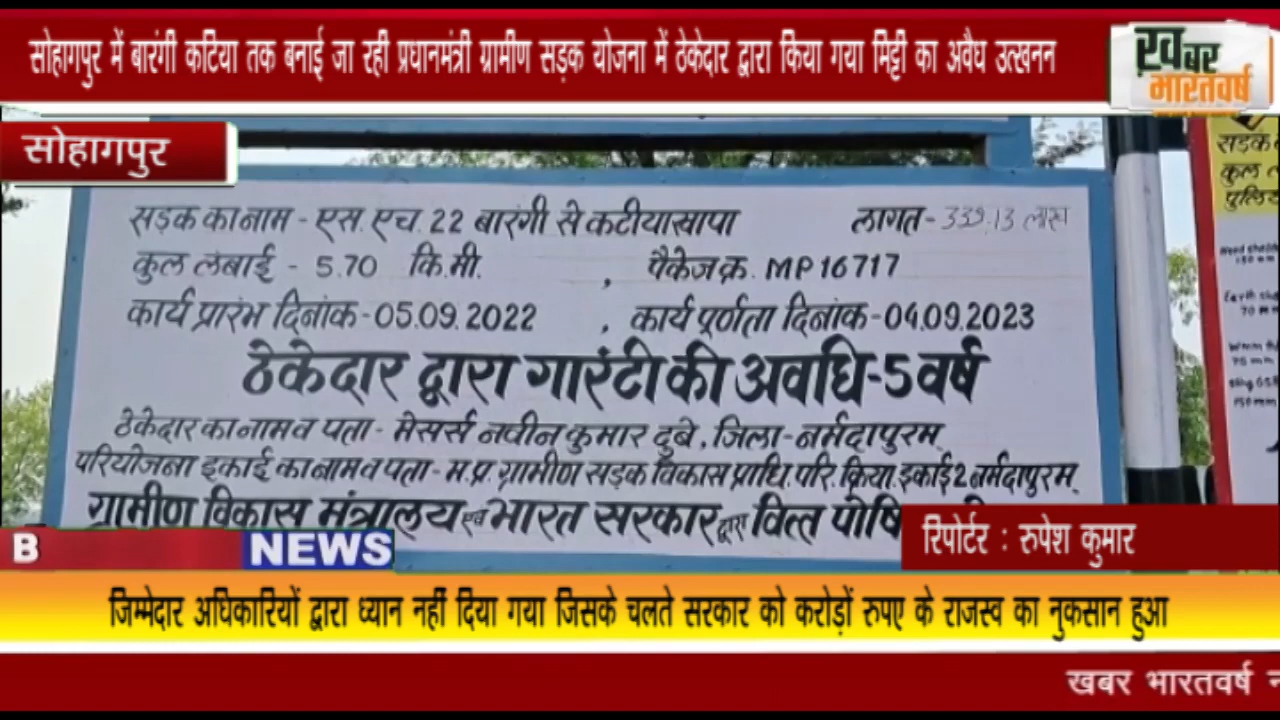 सोहागपुर में बारंगी कटिया तक बनाई जा रही प्रधानमंत्री ग्रामीण सड़क योजना में ठेकेदार द्वारा किया गया मिट्टी का अवैध उत्खनन
ख़बर
भारतवर्ष
सोहागपुर
सड़क का नाम - एस. एच. 22 बारंगी से कटीयाखापा लागत - 339.13 लाख
कुल लंबाई - 5.70 कि.मी. , पैकेज क्र. MP 16717
कार्य प्रारंभ दिनांक - 05.09.2022 , कार्य पूर्णता दिनांक - 04.09.2023
ठेकेदार द्वारा गारंटी की अवधि - 5 वर्ष
ठेकेदार का नाम व पता - मेसर्स नवीन कुमार दुबे, जिला - नर्मदापुरम्
परियोजना इकाई का नाम व पता - म.प्र. ग्रामीण सड़क विकास प्राधि. परि. क्रिया. इकाई 2 नर्मदापुरम्
ग्रामीण विकास मंत्रालय एवं भारत सरकार द्वारा वित्त पोषि
सड़क
कुल
B
NEWS
रिपोर्टर : रुपेश कुमार
जिम्मेदार अधिकारियों द्वारा ध्यान नहीं दिया गया जिसके चलते सरकार को करोड़ों रुपए के राजस्व का नुकसान हुआ
खबर भारतवर्ष